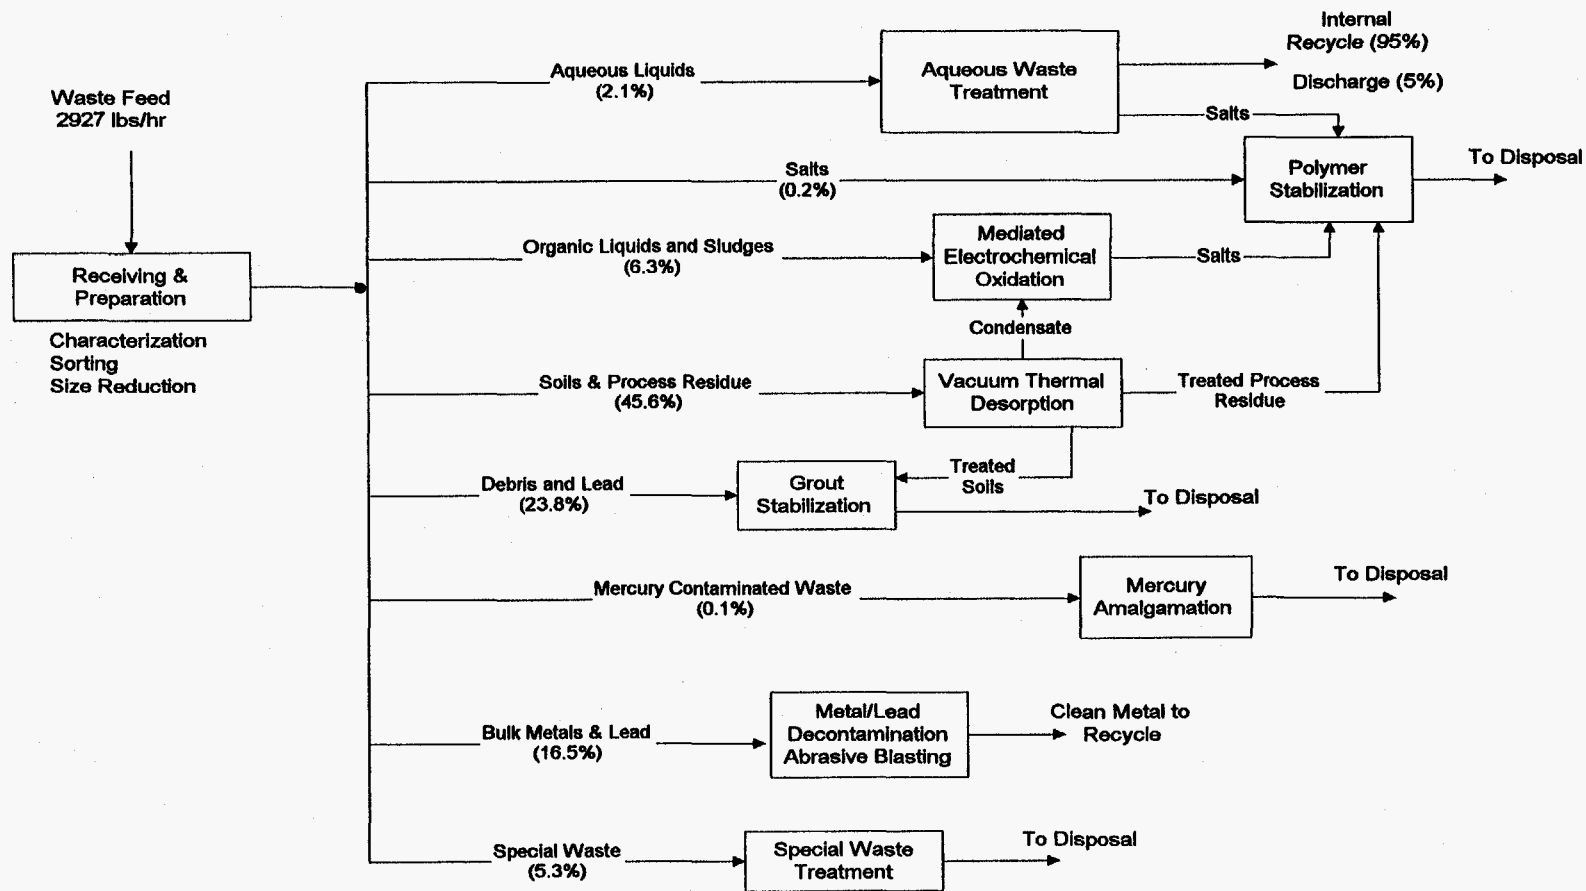 Waste Feed
2927 lbs/hr
Receiving &
Preparation
Characterization
Sorting
Size Reduction
Aqueous Liquids
(2.1%)
Aqueous Waste
Treatment
Internal
Recycle (95%)
Discharge (5%)
Salts
Salts
(0.2%)
Polymer
Stabilization
To Disposal
Organic Liquids and Sludges
(6.3%)
Mediated
Electrochemical
Oxidation
Salts
Condensate
Soils & Process Residue
(45.6%)
Vacuum Thermal
Desorption
Treated Process
Residue
Debris and Lead
(23.8%)
Grout
Stabilization
Treated
Soils
To Disposal
Mercury Contaminated Waste
(0.1%)
Mercury
Amalgamation
To Disposal
Bulk Metals & Lead
(16.5%)
Metal/Lead
Decontamination
Abrasive Blasting
Clean Metal to
Recycle
Special Waste
(5.3%)
Special Waste
Treatment
To Disposal